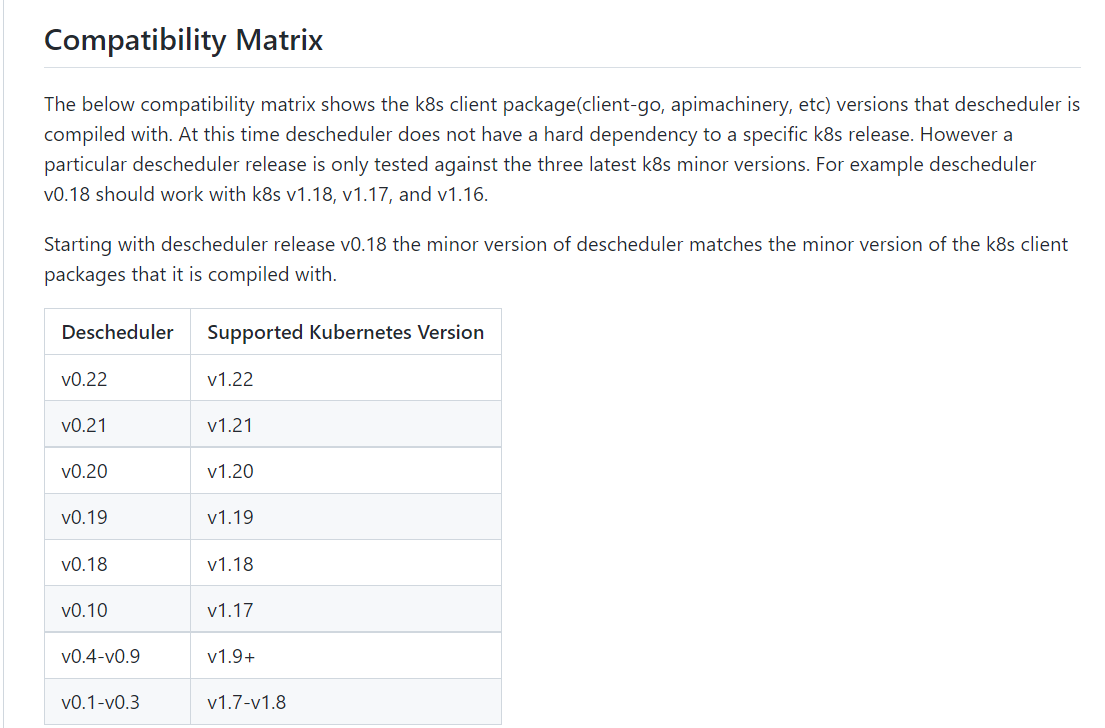 Compatibility Matrix
The below compatibility matrix shows the k8s client package(client-go, apimachinery, etc) versions that descheduler is
compiled with. At this time descheduler does not have a hard dependency to a specific k8s release. However a
particular descheduler release is only tested against the three latest k8s minor versions. For example descheduler
v0.18 should work with k8s v1.18, v1.17, and v1.16.
Starting with descheduler release v0.18 the minor version of descheduler matches the minor version of the k8s client
packages that it is compiled with.
Descheduler Supported Kubernetes Version
v0.22 v1.22
v0.21 v1.21
v0.20 v1.20
v0.19 v1.19
v0.18 v1.18
v0.10 v1.17
v0.4-v0.9 v1.9+
v0.1-v0.3 v1.7-v1.8